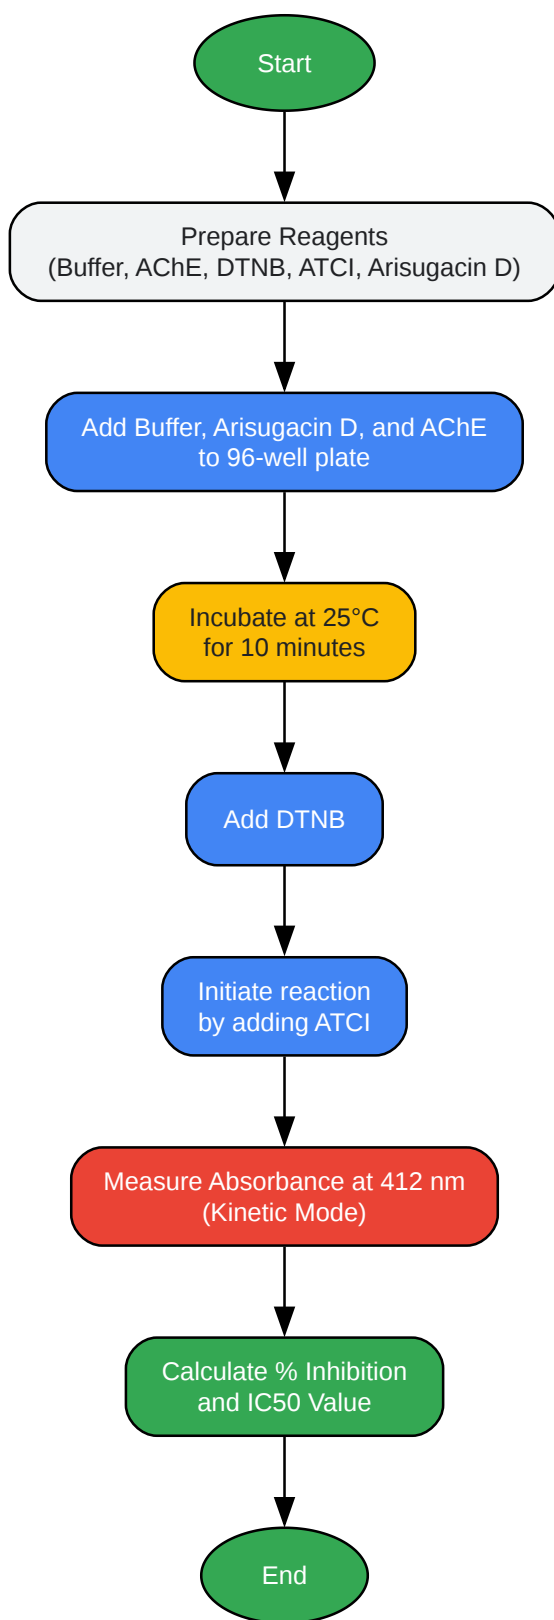 Start
Prepare Reagents
(Buffer, AChE, DTNB, ATCI, Arisugacin D)
Add Buffer, Arisugacin D, and AChE
to 96-well plate
Incubate at 25°C
for 10 minutes
Add DTNB
Initiate reaction
by adding ATCI
Measure Absorbance at 412 nm
(Kinetic Mode)
Calculate % Inhibition
and IC50 Value
End